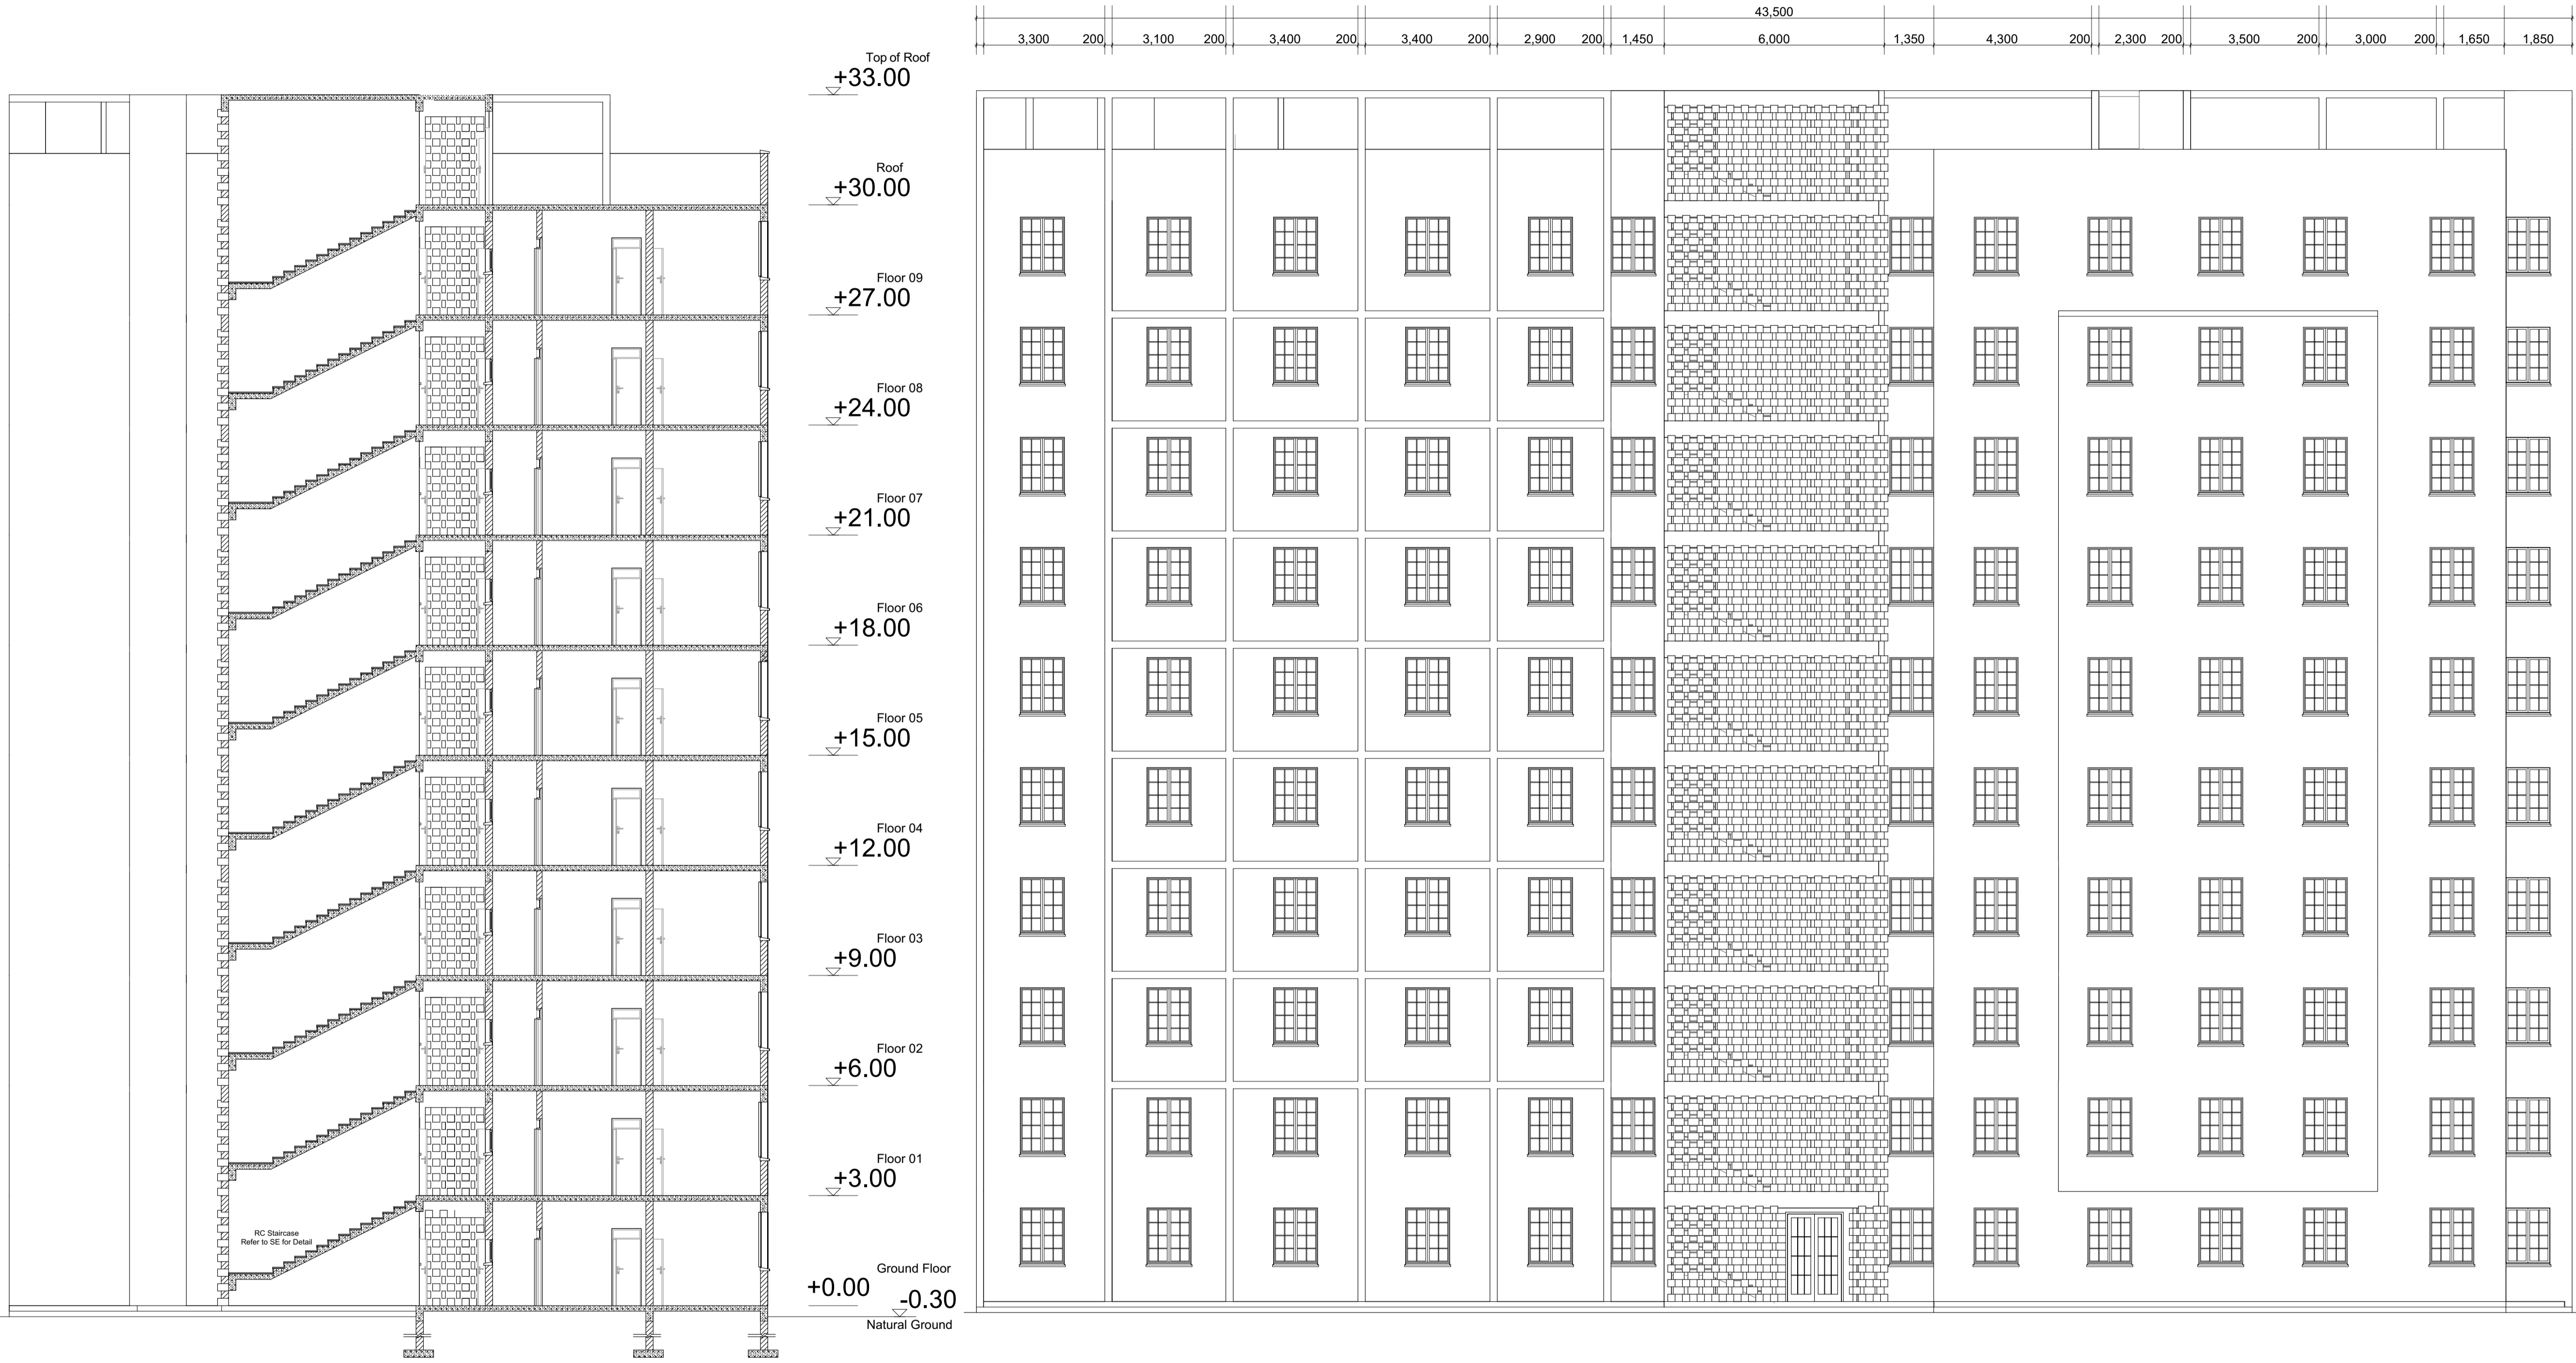 43,500
3,300 200 3,100 200 3,400 200 3,400 200 2,900 200 1,450 6,000 1,350 4,300 200 2,300 200 3,500 200 3,000 200 1,650 1,850
Top of Roof
+33.00
Roof
+30.00
Floor 09
+27.00
Floor 08
+24.00
Floor 07
+21.00
Floor 06
+18.00
Floor 05
+15.00
Floor 04
+12.00
Floor 03
+9.00
Floor 02
+6.00
Floor 01
+3.00
RC Staircase
Refer to SE for Detail
Ground Floor
+0.00
-0.30
Natural Ground